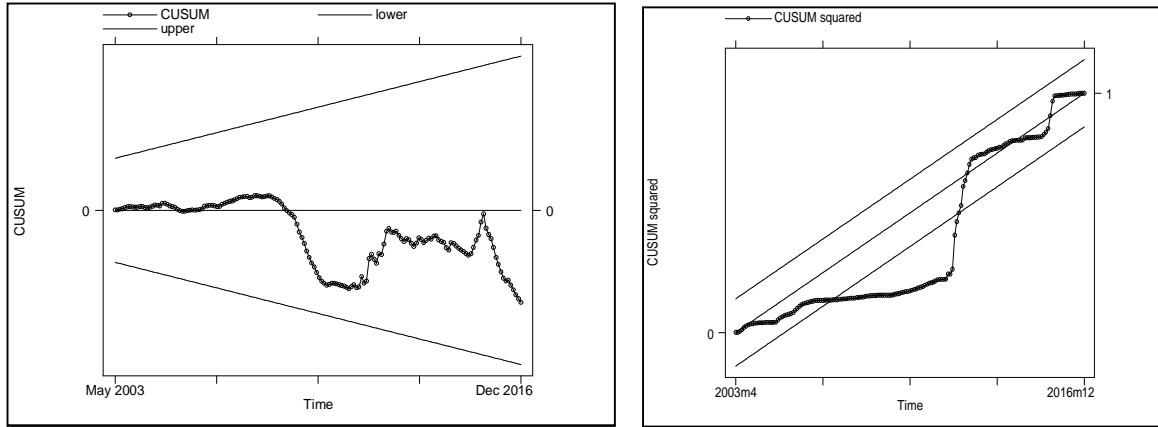 CUSUM
lower
upper
CUSUM
0
0
May 2003
Dec 2016
Time
CUSUM squared
CUSUM squared
0
1
2003m4
2016m12
Time